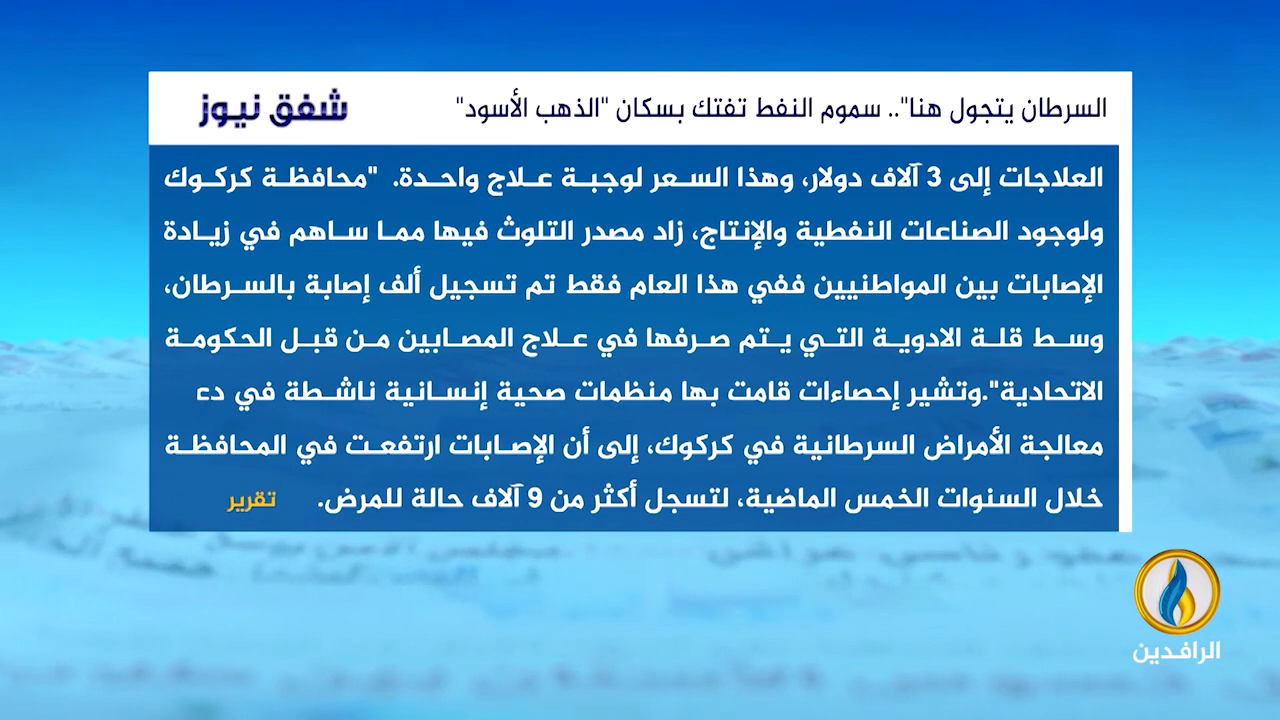 السرطان يتجول هنا".. سموم النفط تفتك بسكان "الذهب الأسود"
شفق نيوز
العلاجات إلى 3 آلاف دولار، وهذا السعر لوجبة علاج واحدة. "محافظة كركوك
ولوجود الصناعات النفطية والإنتاج، زاد مصدر التلوث فيها مما ساهم في زيادة
الإصابات بين المواطنيين ففي هذا العام فقط تم تسجيل ألف إصابة بالسرطان،
وسط قلة الادوية التي يتم صرفها في علاج المصابين من قبل الحكومة
الاتحادية".وتشير إحصاءات قامت بها منظمات صحية إنسانية ناشطة في دع
معالجة الأمراض السرطانية في كركوك، إلى أن الإصابات ارتفعت في المحافظة
خلال السنوات الخمس الماضية، لتسجل أكثر من 9 آلاف حالة للمرض.
تقرير
الرافدين